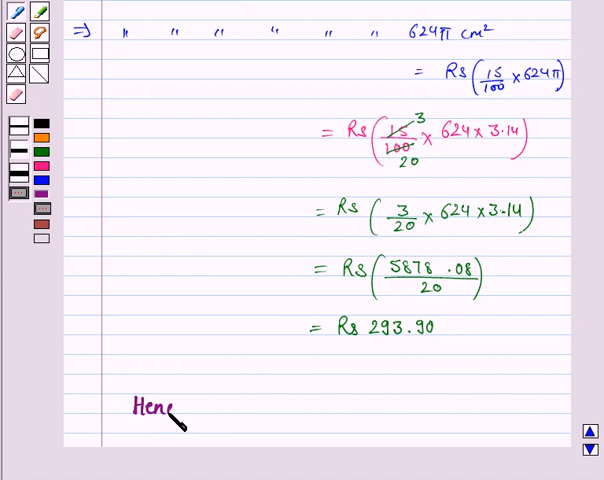 ⇒ " " " " " " 624π cm²
= Rs (15/100 × 624π)
= Rs (15/100 3/20 × 624 × 3.14)
= Rs (3/20 × 624 × 3.14)
= Rs (5878.08/20)
= Rs 293.90
Henc